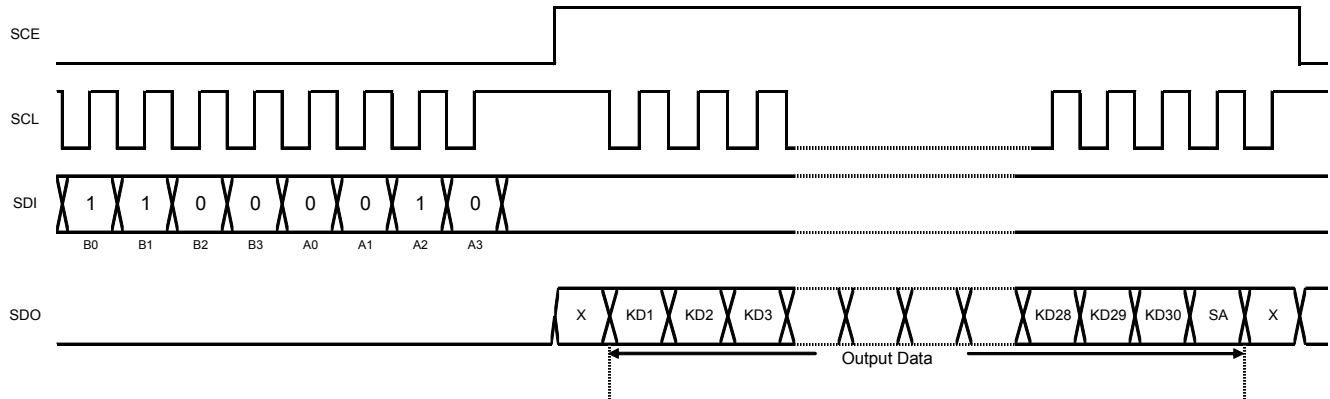 SCE
SCL
SDI
1 1 0 0 0 0 1 0
B0 B1 B2 B3 A0 A1 A2 A3
SDO
X KD1 KD2 KD3 KD28 KD29 KD30 SA X
Output Data